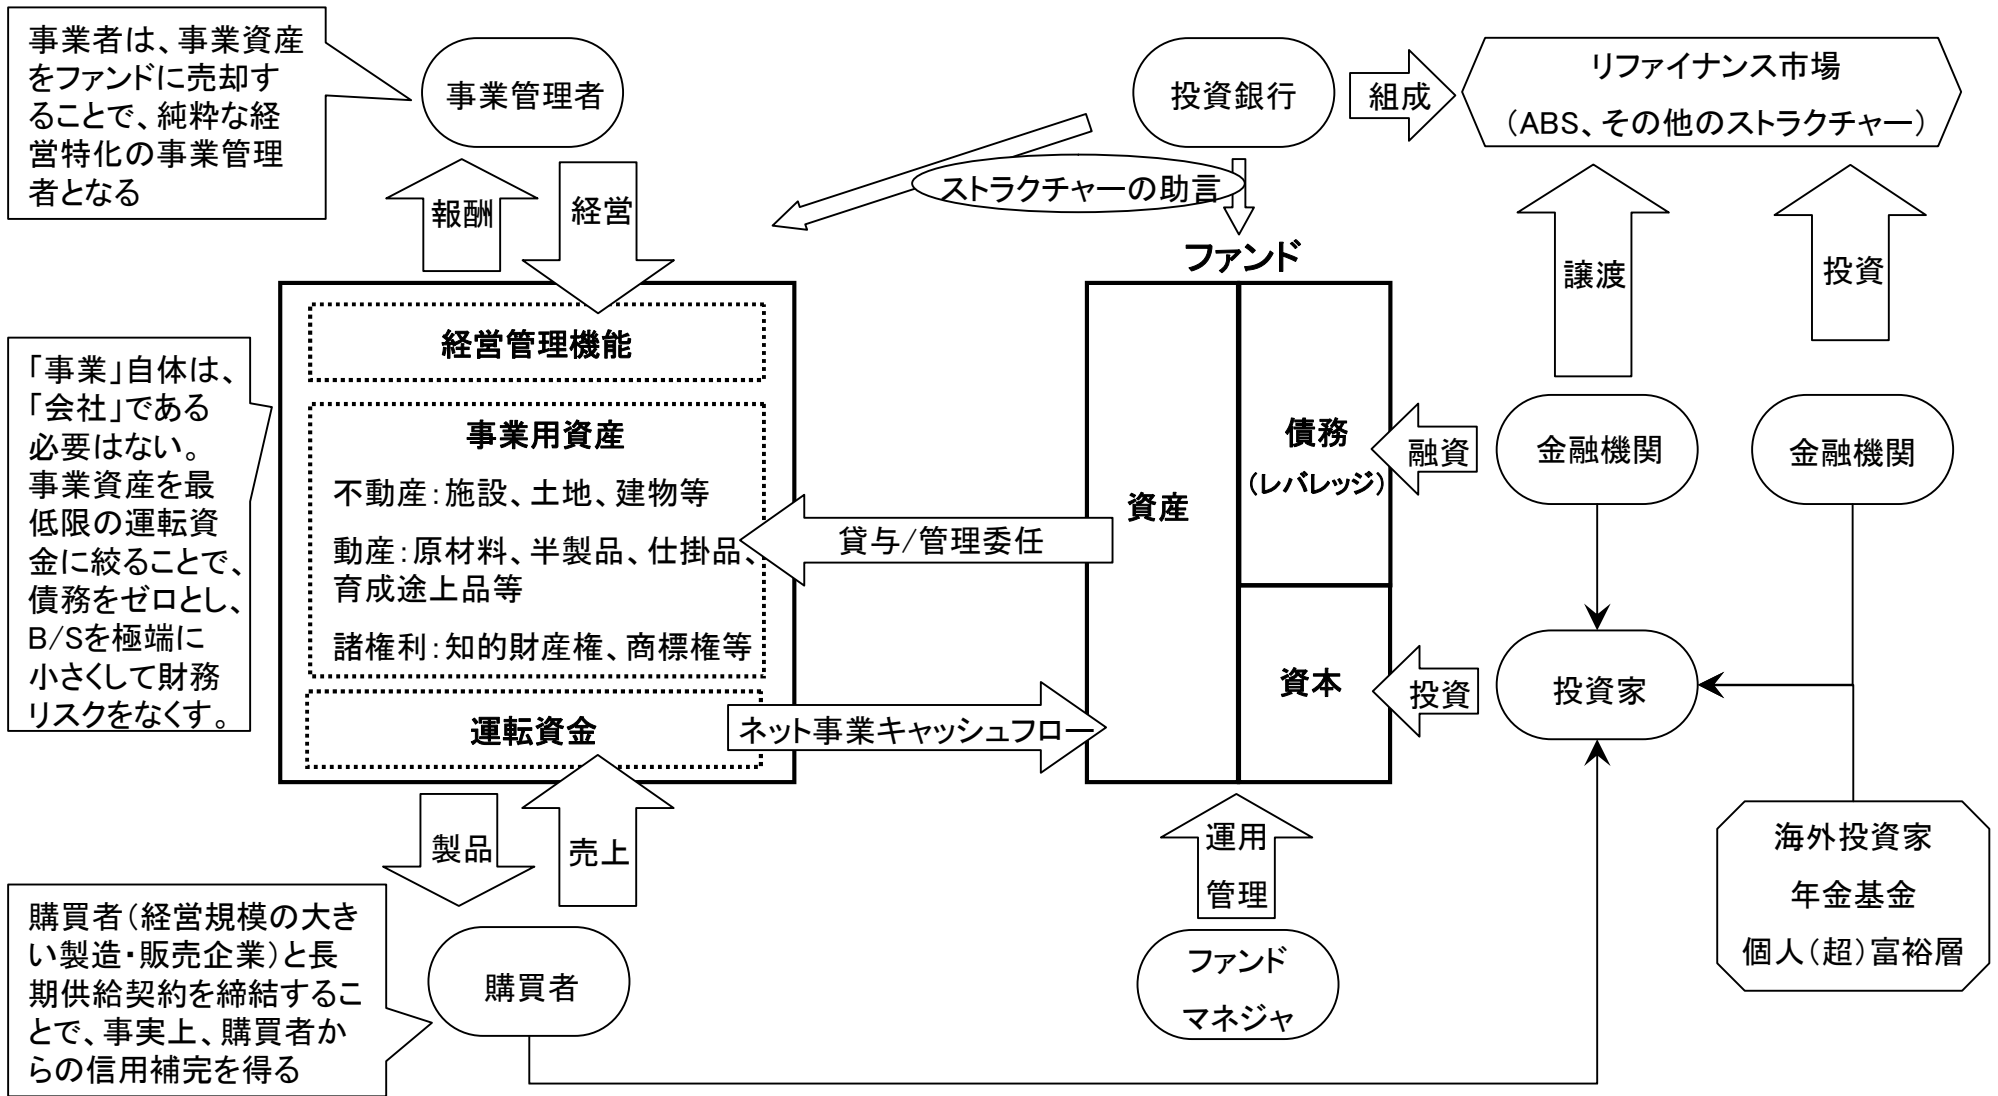 事業者は、事業資産
をファンドに売却す
ることで、純粋な経
営特化の事業管理
者となる
事業管理者
投資銀行
組成
リファイナンス市場
（ABS、その他のストラクチャー）
報酬
経営
ストラクチャーの助言
譲渡
投資
ファンド
「事業」自体は、
「会社」である
必要はない。
事業資産を最
低限の運転資
金に絞ることで、
債務をゼロとし、
B/Sを極端に
小さくして財務
リスクをなくす。
経営管理機能
事業用資産
不動産：施設、土地、建物等
動産：原材料、半製品、仕掛品、
育成途上品等
諸権利：知的財産権、商標権等
運転資金
貸与/管理委任
ネット事業キャッシュフロー
資産
債務
（レバレッジ）
資本
融資
投資
金融機関
金融機関
投資家
製品
売上
運用
管理
海外投資家
年金基金
個人（超）富裕層
購買者（経営規模の大き
い製造・販売企業）と長
期供給契約を締結するこ
とで、事実上、購買者か
らの信用補完を得る
購買者
ファンド
マネジャ